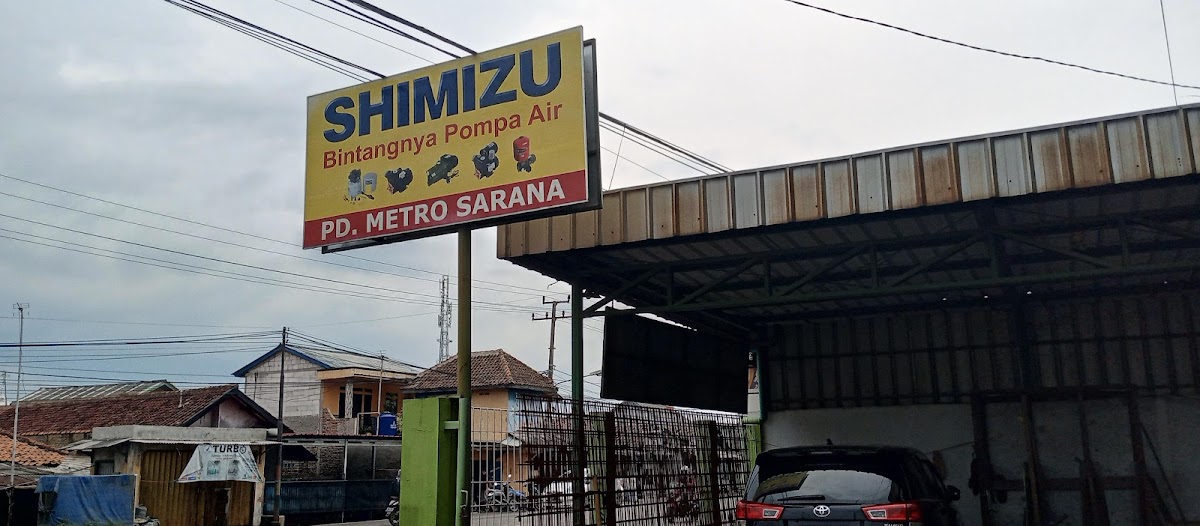 SHIMIZU
Bintangnya Pompa Air
PD. METRO SARANA
TURBO